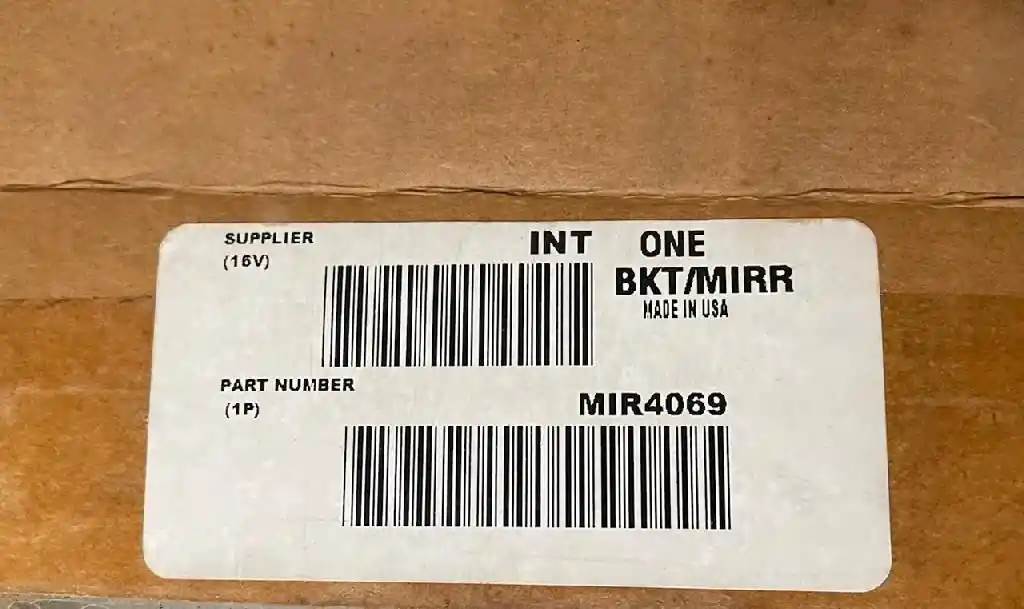 SUPPLIER INT ONE
(16V) BKT/MIRR
MADE IN USA
PART NUMBER
(1P) MIR4069